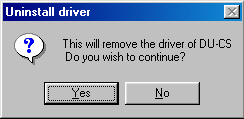 Uninstall driver
This will remove the driver of DU-CS
Do you wish to continue?
Yes
No